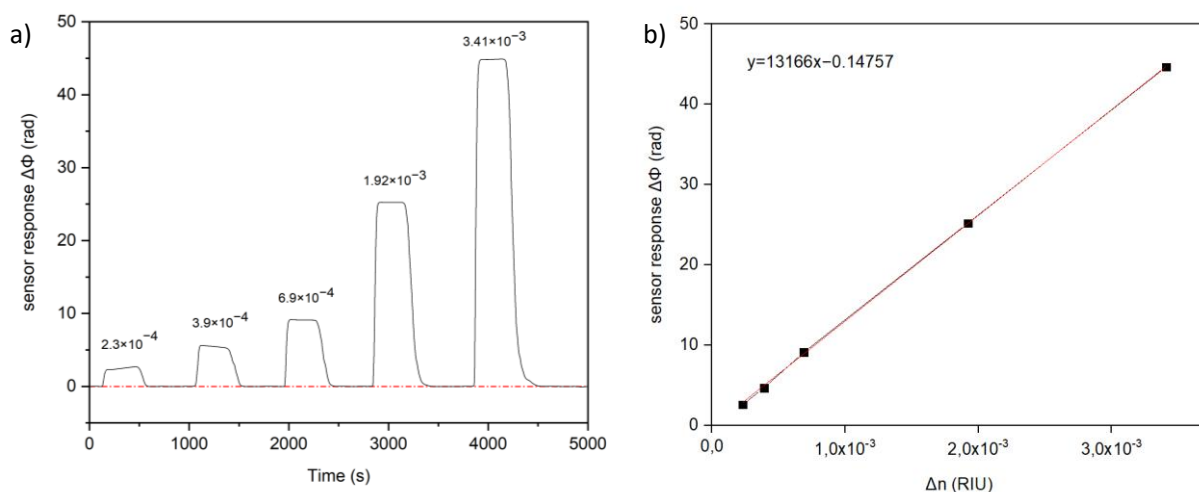 a)
sensor response ΔΦ (rad)
50
40
30
20
10
0
2.3×10⁻⁴
3.9×10⁻⁴
6.9×10⁻⁴
1.92×10⁻³
3.41×10⁻³
0 1000 2000 3000 4000 5000
Time (s)
b)
sensor response ΔΦ (rad)
50
40
30
20
10
0
y=13166x−0.14757
0,0 1,0x10⁻³ 2,0x10⁻³ 3,0x10⁻³
Δn (RIU)